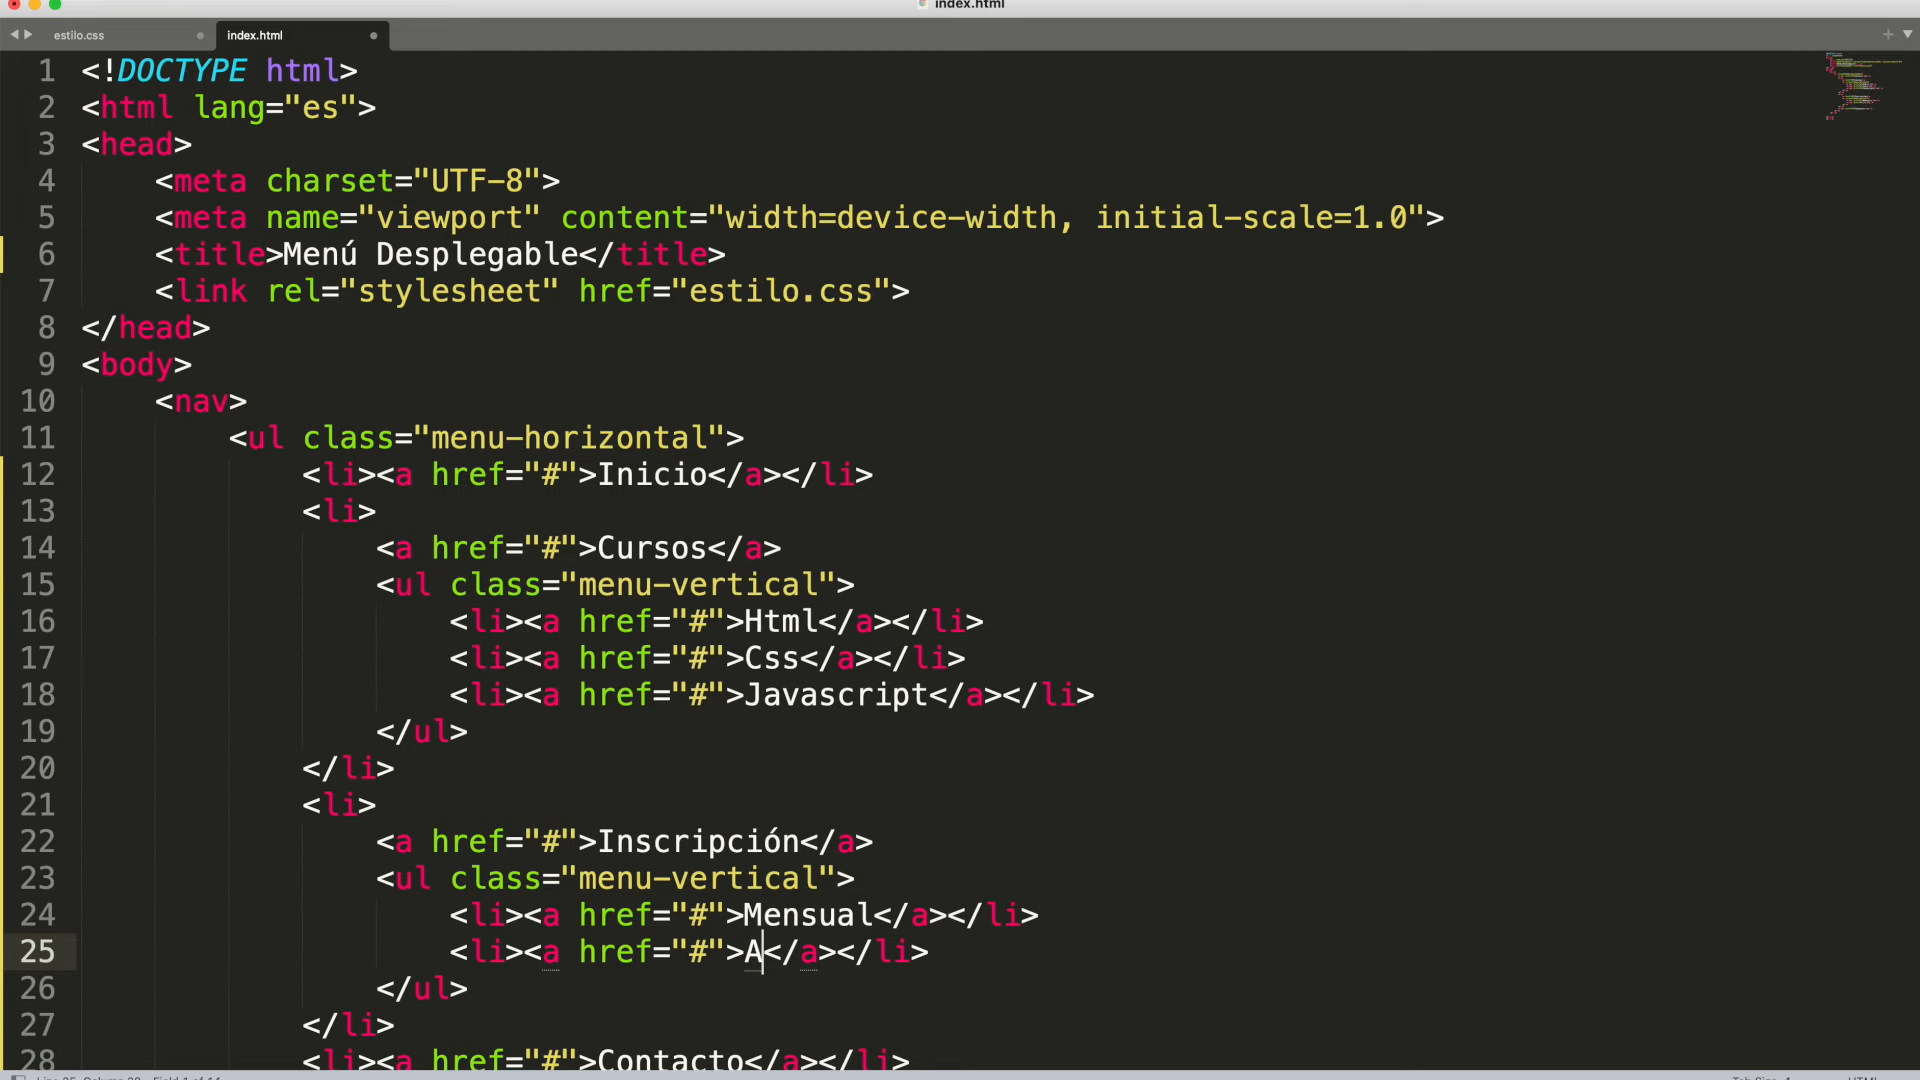 index.html
estilo.css
index.html
1 <!DOCTYPE html>
2 <html lang="es">
3 <head>
4 <meta charset="UTF-8">
5 <meta name="viewport" content="width=device-width, initial-scale=1.0">
6 <title>Menú Desplegable</title>
7 <link rel="stylesheet" href="estilo.css">
8 </head>
9 <body>
10 <nav>
11 <ul class="menu-horizontal">
12 <li><a href="#">Inicio</a></li>
13 <li>
14 <a href="#">Cursos</a>
15 <ul class="menu-vertical">
16 <li><a href="#">Html</a></li>
17 <li><a href="#">Css</a></li>
18 <li><a href="#">Javascript</a></li>
19 </ul>
20 </li>
21 <li>
22 <a href="#">Inscripción</a>
23 <ul class="menu-vertical">
24 <li><a href="#">Mensual</a></li>
25 <li><a href="#">A</a></li>
26 </ul>
27 </li>
28 <li><a href="#">Contacto</a></li>